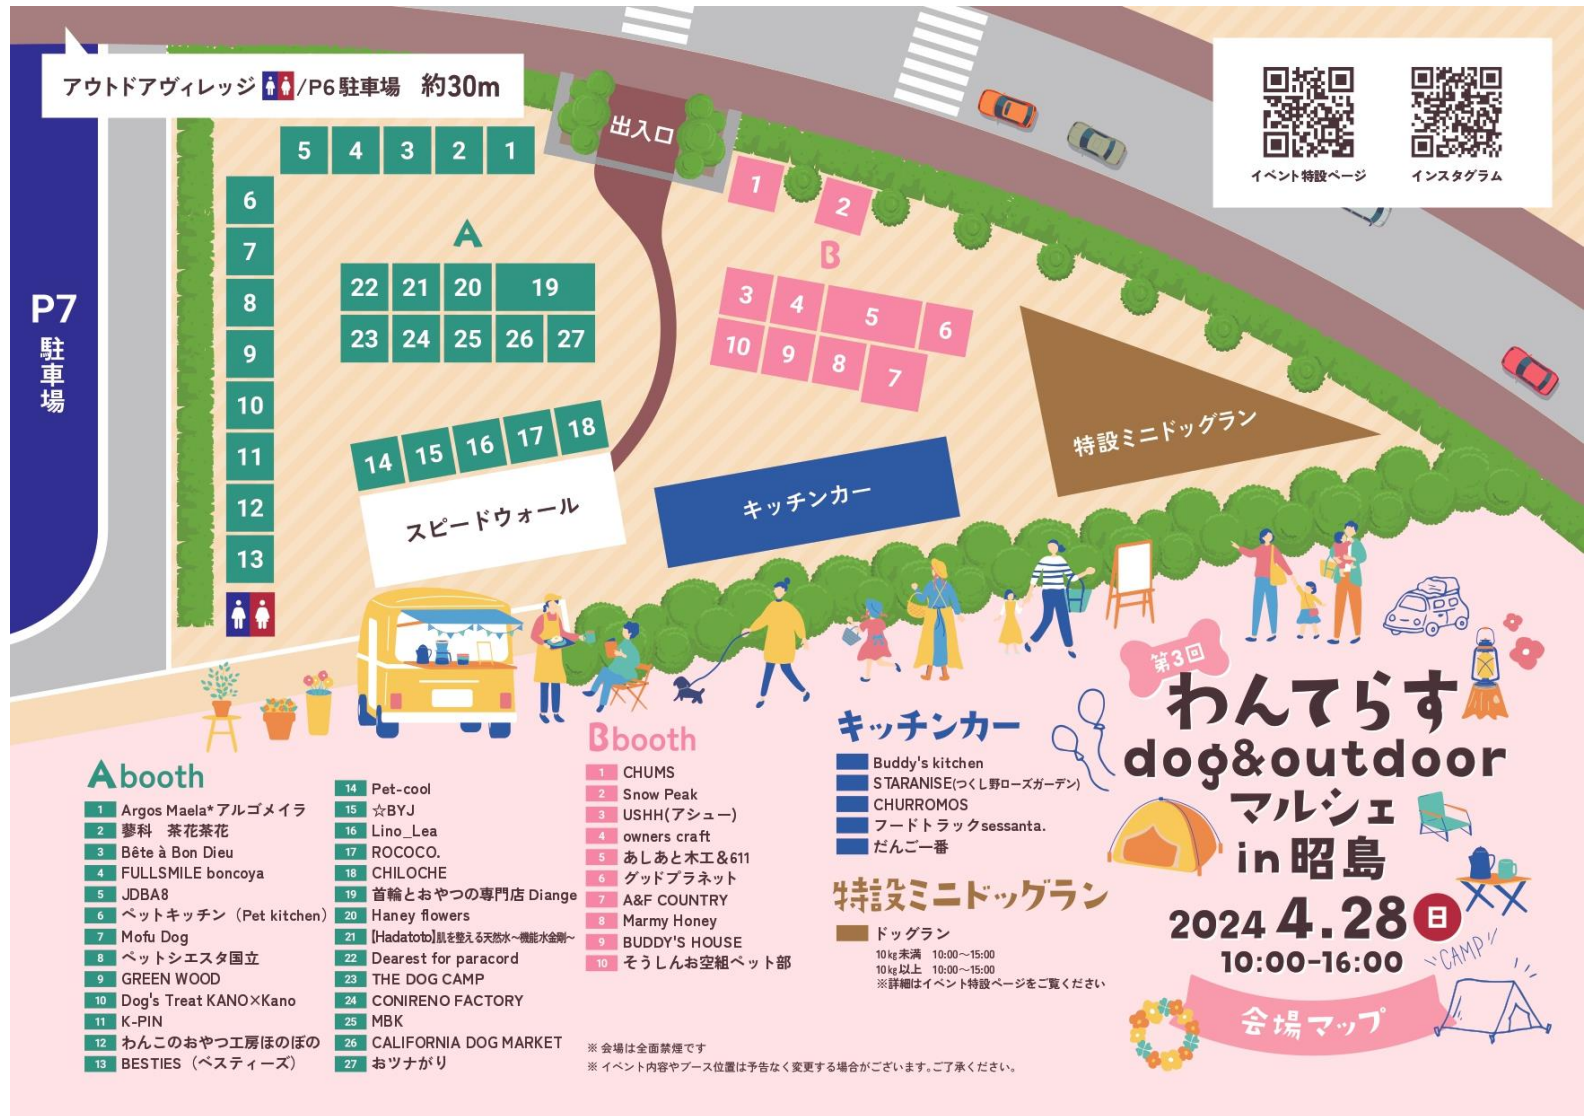 アウトドアヴィレッジ /P6 駐車場 約30m
出入口
イベント特設ページ
インスタグラム
P7
駐車場
5 4 3 2 1
6
7
8
9
10
11
12
13
A
22 21 20 19
23 24 25 26 27
14 15 16 17 18
スピードウォール
1 2
B
3 4 5 6
10 9 8 7
キッチンカー
特設ミニドッグラン
A booth
1 Argos Maela*アルゴメイラ
2 蓼科 茶花茶花
3 Bête à Bon Dieu
4 FULLSMILE boncoya
5 JDBA8
6 ペットキッチン（Pet kitchen）
7 Mofu Dog
8 ペットシエスタ国立
9 GREEN WOOD
10 Dog's Treat KANO×Kano
11 K-PIN
12 わんこのおやつ工房ほのぼの
13 BESTIES（ベスティーズ）
14 Pet-cool
15 ☆BYJ
16 Lino_Lea
17 ROCOCO.
18 CHILOCHE
19 首輪とおやつの専門店 Diange
20 Haney flowers
21 【Hadatoto】肌を整える天然水～機能水金剛～
22 Dearest for paracord
23 THE DOG CAMP
24 CONIRENO FACTORY
25 MBK
26 CALIFORNIA DOG MARKET
27 おツナがり
B booth
1 CHUMS
2 Snow Peak
3 USHH(アシュー)
4 owners craft
5 あしあと木工＆611
6 グッドプラネット
7 A&F COUNTRY
8 Marmy Honey
9 BUDDY'S HOUSE
10 そうしんお空組ペット部
キッチンカー
Buddy's kitchen
STARANISE(つくし野ローズガーデン)
CHURROMOS
フードトラックsessanta.
だんご一番
特設ミニドッグラン
ドッグラン
10kg未満 10:00～15:00
10kg以上 10:00～15:00
※詳細はイベント特設ページをご覧ください
※ 会場は全面禁煙です
※ イベント内容やブース位置は予告なく変更する場合がございます。ご了承ください。
第3回
わんてらす
dog&outdoor
マルシェ
in 昭島
2024 4.28 日
10:00-16:00
CAMP
会場マップ